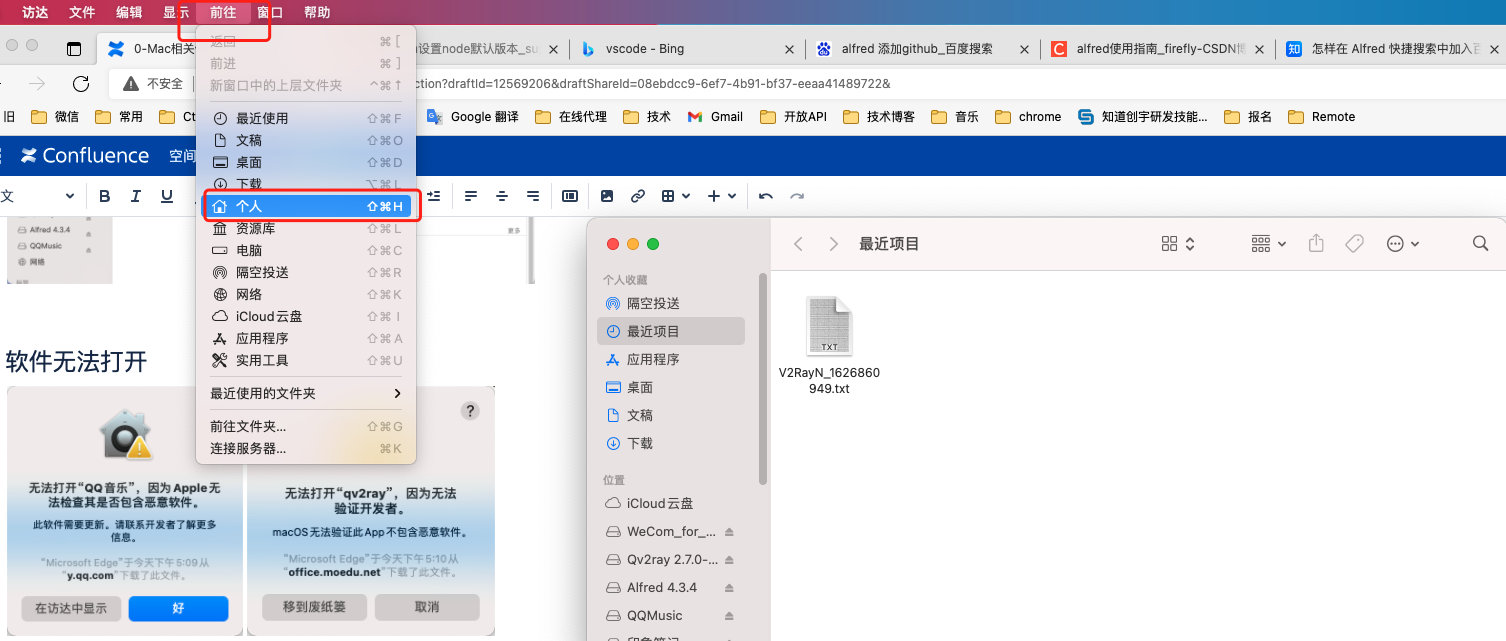 访达 文件 编辑 显示 前往 窗口 帮助
0-Mac相关
设置node默认版本_su
vscode - Bing
alfred 添加github_百度搜索
alfred使用指南_firefly-CSDN博
怎样在 Alfred 快捷搜索中加入百
不安全
ction?draftId=12569206&draftShareId=08ebdcc9-6ef7-4b91-bf37-eeaa41489722&
旧 微信 常用 Ct Google 翻译 在线代理 技术 Gmail 开放API 技术博客 音乐 chrome 知道创宇研发技能... 报名 Remote
Confluence 空间
文 B I U
返回 ⌘[
前进 ⌘]
新窗口中的上层文件夹 ^⌘↑
最近使用 ⇧⌘F
文稿 ⇧⌘O
桌面 ⇧⌘D
下载 ⌥⌘L
个人 ⇧⌘H
资源库 ⇧⌘L
电脑 ⇧⌘C
隔空投送 ⇧⌘R
网络 ⇧⌘K
iCloud云盘 ⇧⌘I
应用程序 ⇧⌘A
实用工具 ⇧⌘U
最近使用的文件夹
前往文件夹... ⇧⌘G
连接服务器... ⌘K
Alfred 4.3.4
QQMusic
网络
更多
软件无法打开
无法打开“QQ音乐”，因为Apple无
法检查其是否包含恶意软件。
此软件需要更新。请联系开发者了解更多
信息。
“Microsoft Edge”于今天下午5:09从
“y.qq.com”下载了此文件。
在访达中显示 好
?
无法打开“qv2ray”，因为无法
验证开发者。
macOS无法验证此App不包含恶意软件。
“Microsoft Edge”于今天下午5:10从
“office.moedu.net”下载了此文件。
移到废纸篓 取消
最近项目
个人收藏
隔空投送
最近项目
应用程序
桌面
文稿
下载
位置
iCloud云盘
WeCom_for_...
Qv2ray 2.7.0-...
Alfred 4.3.4
QQMusic
印象笔记
TXT
V2RayN_1626860
949.txt